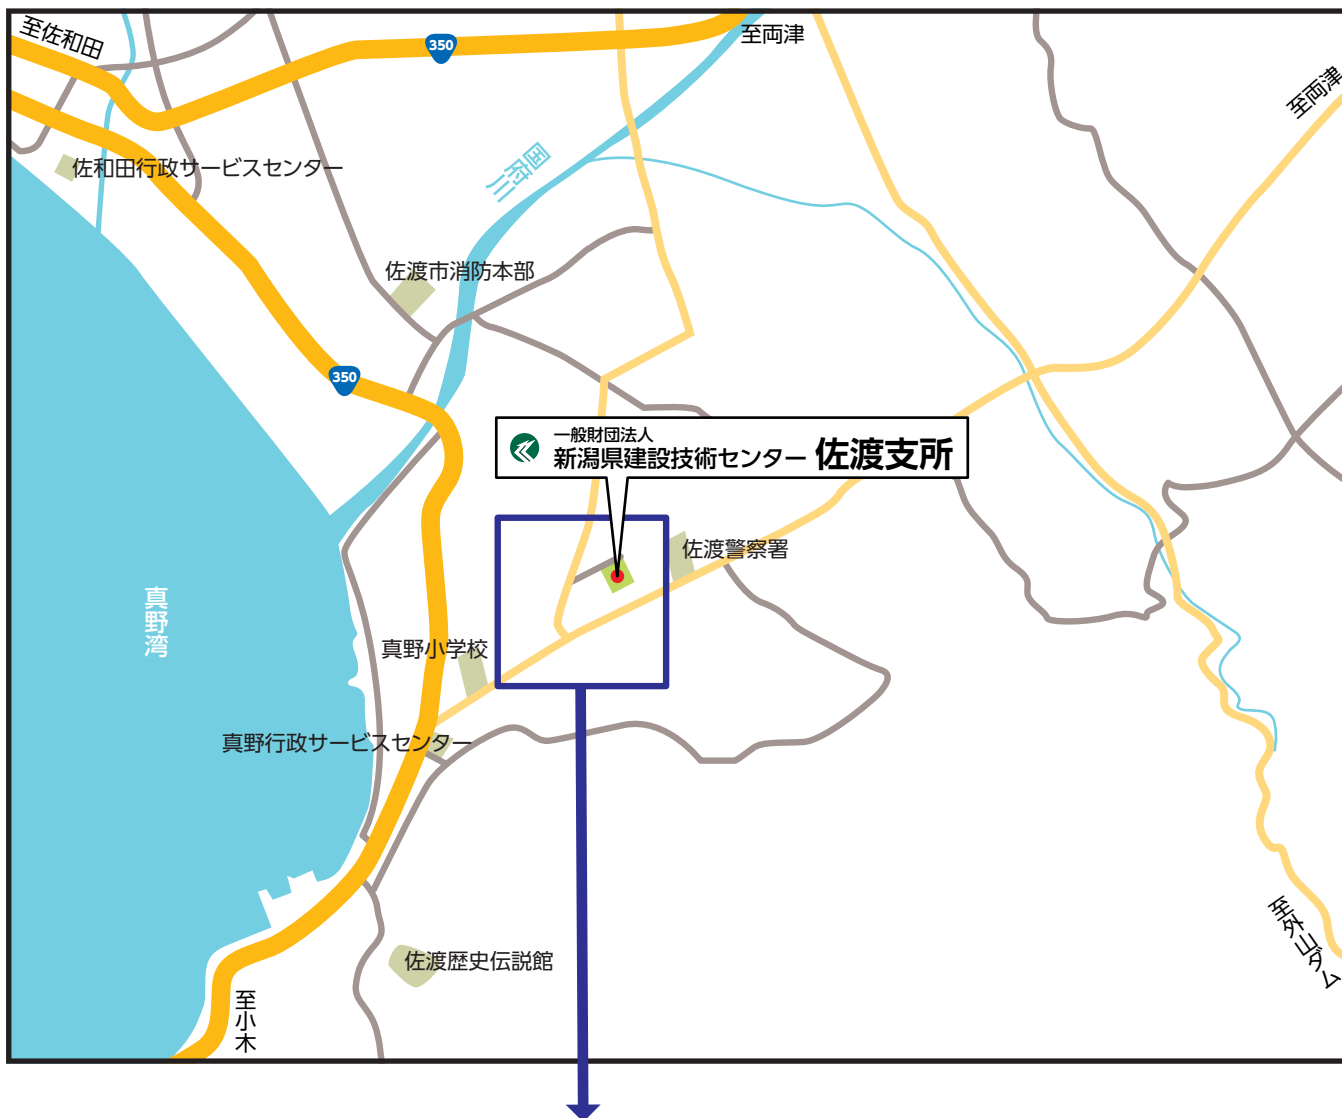 至佐和田
350
至両津
至両津
佐和田行政サービスセンター
国府川
佐渡市消防本部
350
一般財団法人
新潟県建設技術センター 佐渡支所
佐渡警察署
真野湾
真野小学校
真野行政サービスセンター
佐渡歴史伝説館
至外山ダム
至小木